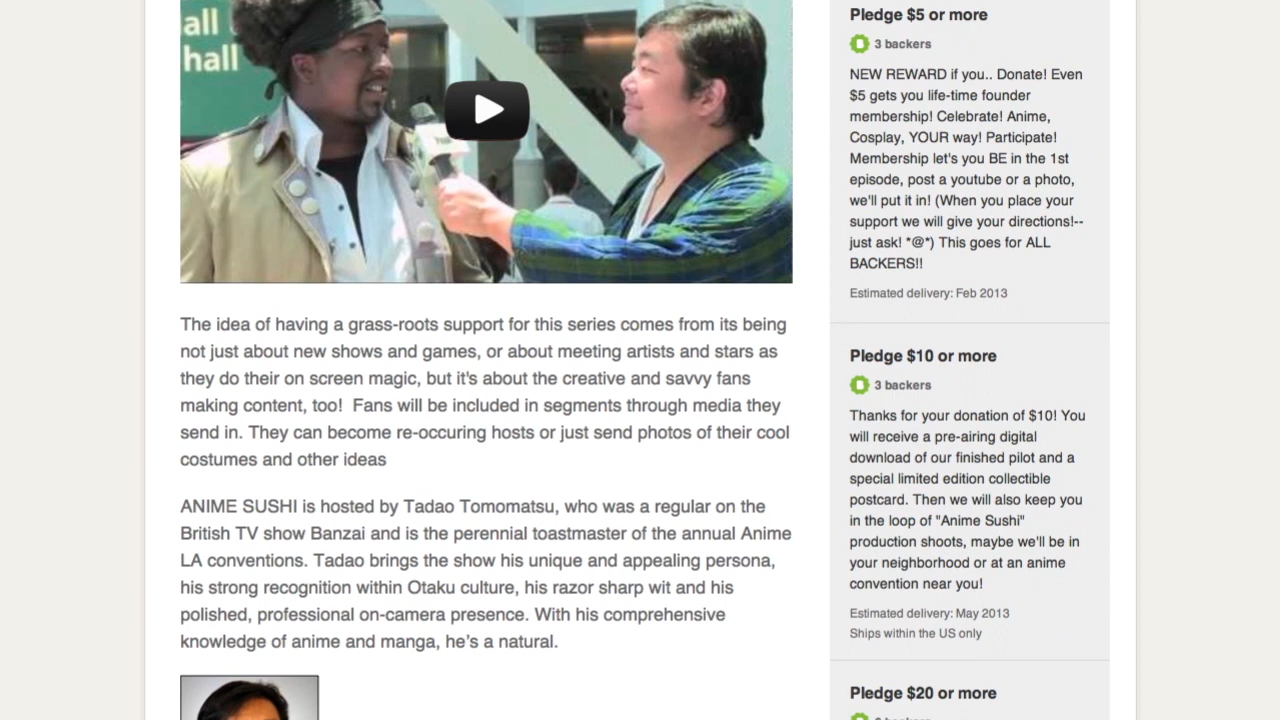 all
hall
The idea of having a grass-roots support for this series comes from its being
not just about new shows and games, or about meeting artists and stars as
they do their on screen magic, but it's about the creative and savvy fans
making content, too!  Fans will be included in segments through media they
send in. They can become re-occuring hosts or just send photos of their cool
costumes and other ideas
ANIME SUSHI is hosted by Tadao Tomomatsu, who was a regular on the
British TV show Banzai and is the perennial toastmaster of the annual Anime
LA conventions. Tadao brings the show his unique and appealing persona,
his strong recognition within Otaku culture, his razor sharp wit and his
polished, professional on-camera presence. With his comprehensive
knowledge of anime and manga, he's a natural.
Pledge $5 or more
3 backers
NEW REWARD if you.. Donate! Even
$5 gets you life-time founder
membership! Celebrate! Anime,
Cosplay, YOUR way! Participate!
Membership let's you BE in the 1st
episode, post a youtube or a photo,
we'll put it in! (When you place your
support we will give your directions!--
just ask! *@*) This goes for ALL
BACKERS!!
Estimated delivery: Feb 2013
Pledge $10 or more
3 backers
Thanks for your donation of $10! You
will receive a pre-airing digital
download of our finished pilot and a
special limited edition collectible
postcard. Then we will also keep you
in the loop of "Anime Sushi"
production shoots, maybe we'll be in
your neighborhood or at an anime
convention near you!
Estimated delivery: May 2013
Ships within the US only
Pledge $20 or more